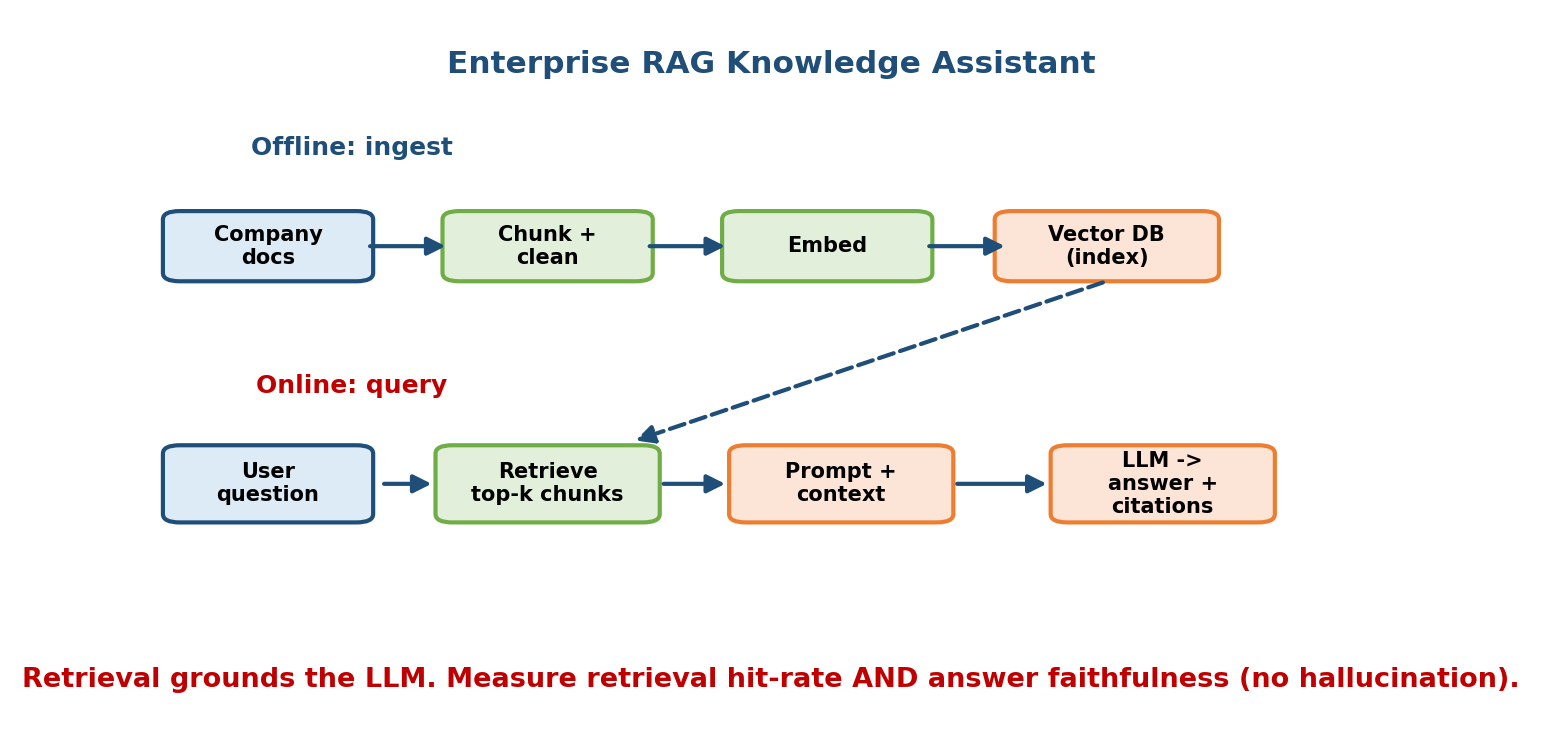 Enterprise RAG Knowledge Assistant
Offline: ingest
Company
docs
Chunk +
clean
Embed
Vector DB
(index)
Online: query
User
question
Retrieve
top-k chunks
Prompt +
context
LLM ->
answer +
citations
Retrieval grounds the LLM. Measure retrieval hit-rate AND answer faithfulness (no hallucination).